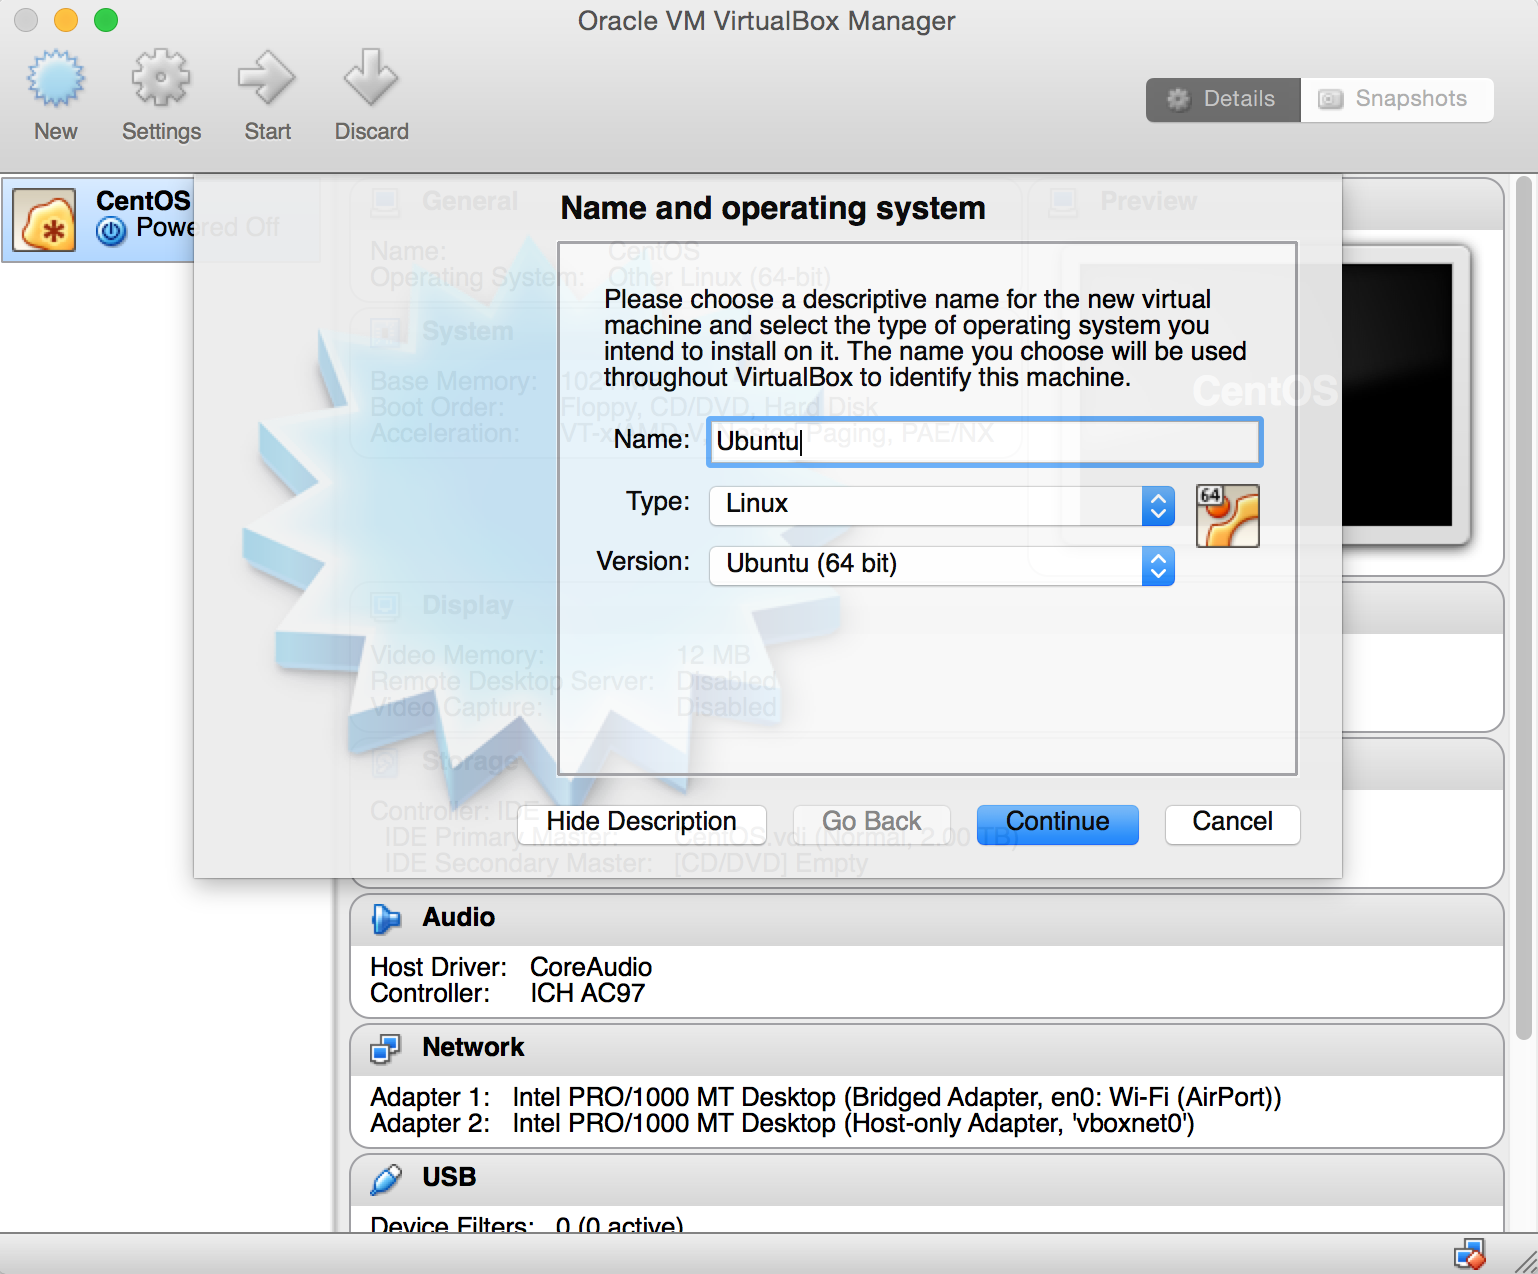 Oracle VM VirtualBox Manager
New
Settings
Start
Discard
Details
Snapshots
CentOS
Powered Off
General
Name: CentOS
Operating System: Other Linux (64-bit)
Preview
CentOS
System
Base Memory:
Boot Order: Floppy, CD/DVD, Hard Disk
Acceleration: VT-x/AMD-V, Nested Paging, PAE/NX
Display
Video Memory: 12 MB
Remote Desktop Server: Disabled
Video Capture: Disabled
Storage
Controller: IDE
IDE Primary Master: CentOS.vdi (Normal, 2.00 TB)
IDE Secondary Master: [CD/DVD] Empty
Name and operating system
Please choose a descriptive name for the new virtual
machine and select the type of operating system you
intend to install on it. The name you choose will be used
throughout VirtualBox to identify this machine.
Name: Ubuntu
Type: Linux
64
Version: Ubuntu (64 bit)
Hide Description
Go Back
Continue
Cancel
Audio
Host Driver: CoreAudio
Controller: ICH AC97
Network
Adapter 1: Intel PRO/1000 MT Desktop (Bridged Adapter, en0: Wi-Fi (AirPort))
Adapter 2: Intel PRO/1000 MT Desktop (Host-only Adapter, 'vboxnet0')
USB
Device Filters: 0 (0 active)